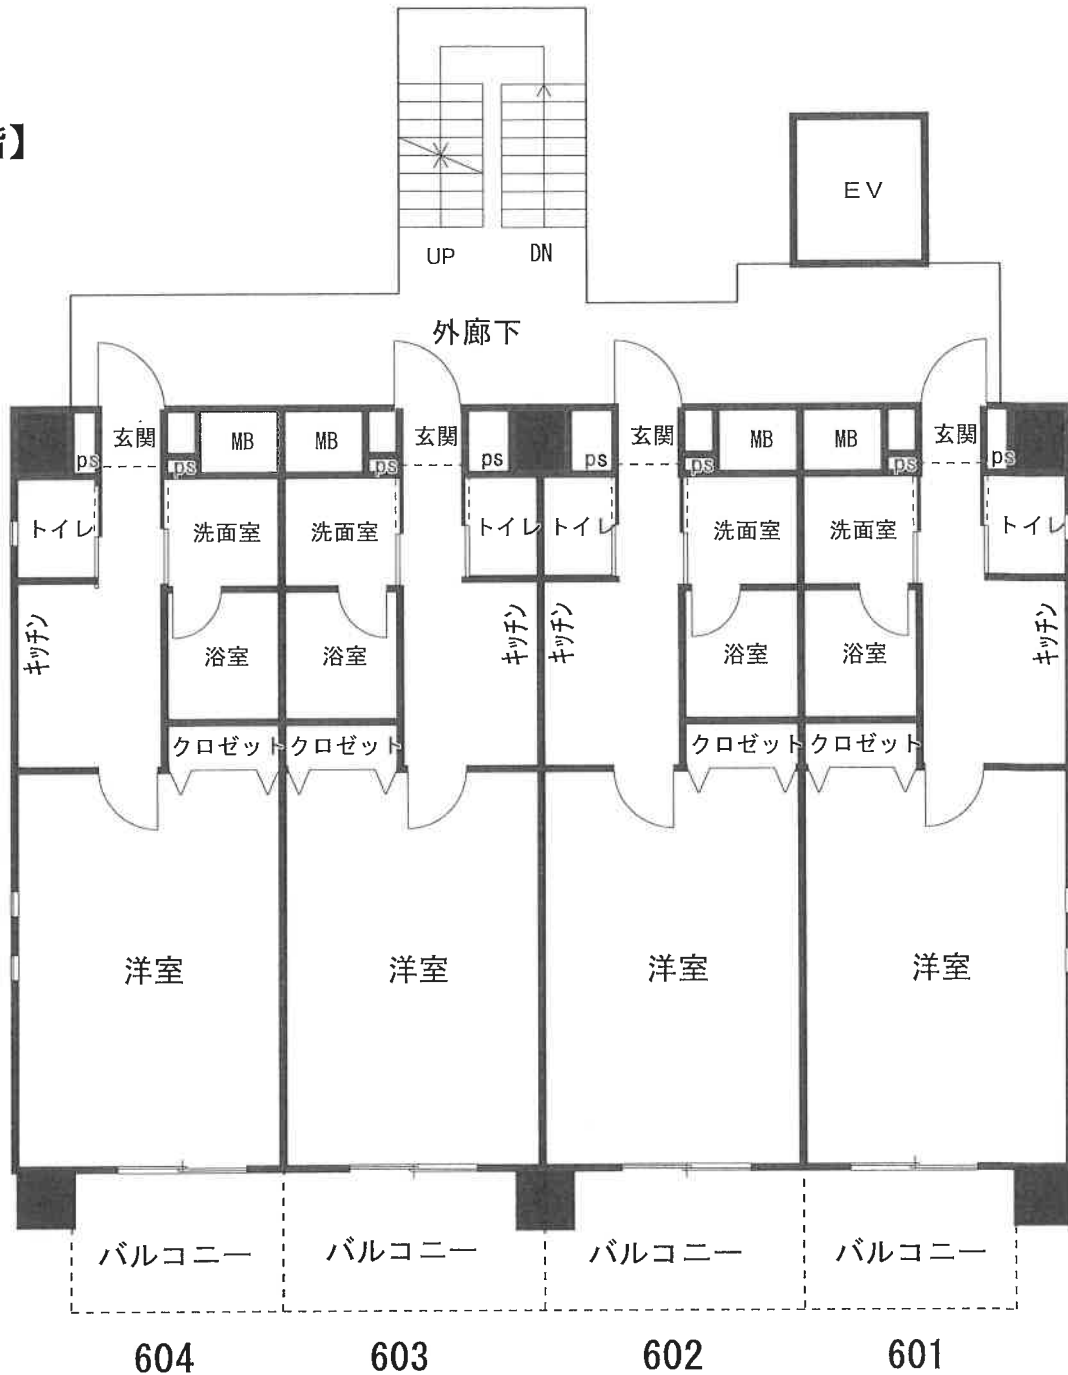 階】
EV
UP DN
外廊下
玄関 MB MB 玄関 玄関 MB MB 玄関
ps ps ps ps ps ps ps ps
トイレ 洗面室 洗面室 トイレ トイレ 洗面室 洗面室 トイレ
キッチン 浴室 浴室 キッチン キッチン 浴室 浴室 キッチン
クロゼット クロゼット クロゼット クロゼット
洋室 洋室 洋室 洋室
バルコニー バルコニー バルコニー バルコニー
604 603 602 601